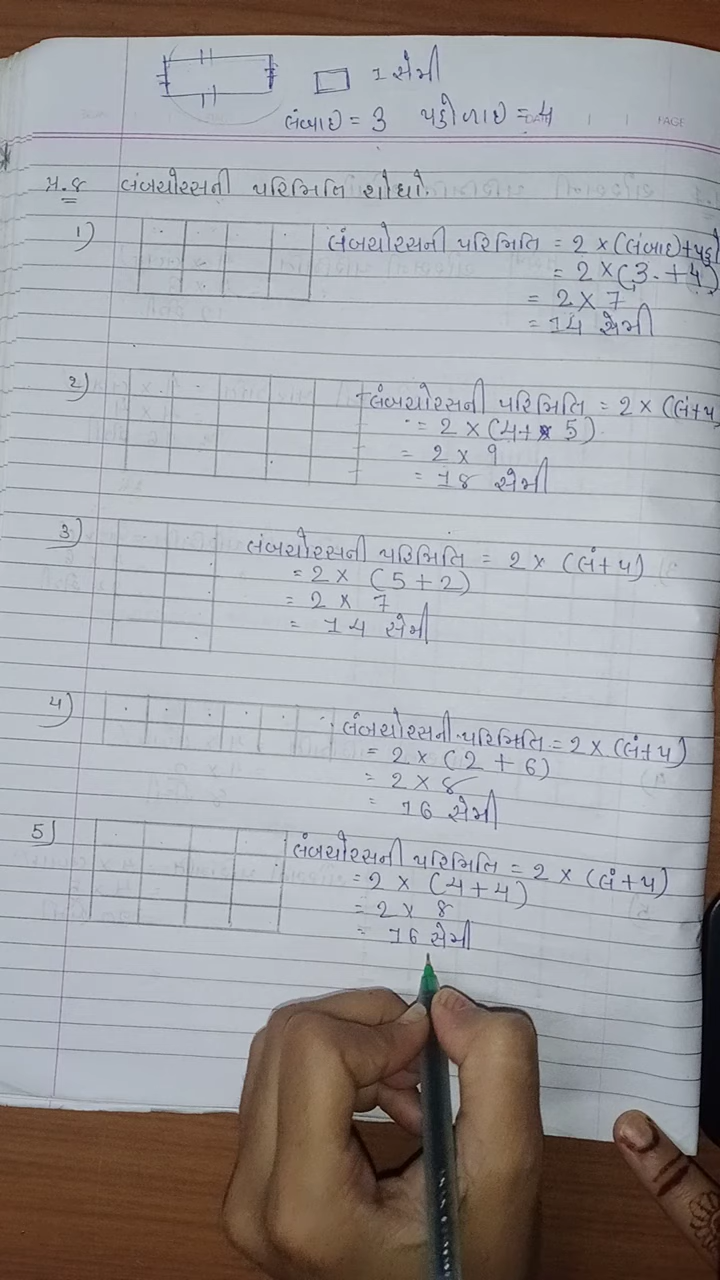 1 સેમી
લંબાઇ = 3 પહોળાઇ = 4
DATE PAGE
પ્ર.8 લંબચોરસની પરિમિતિ શોધો.
1) લંબચોરસની પરિમિતિ = 2 × (લંબાઇ + પહો
= 2 × (3 + 4)
= 2 × 7
= 14 સેમી
2) લંબચોરસની પરિમિતિ = 2 × (લં + પ
= 2 × (4 + 5)
= 2 × 9
= 18 સેમી
3) લંબચોરસની પરિમિતિ = 2 × (લં + પ)
= 2 × (5 + 2)
= 2 × 7
= 14 સેમી
4) લંબચોરસની પરિમિતિ = 2 × (લં + પ)
= 2 × (2 + 6)
= 2 × 8
= 16 સેમી
5) લંબચોરસની પરિમિતિ = 2 × (લં + પ)
= 2 × (4 + 4)
= 2 × 8
= 16 સેમી